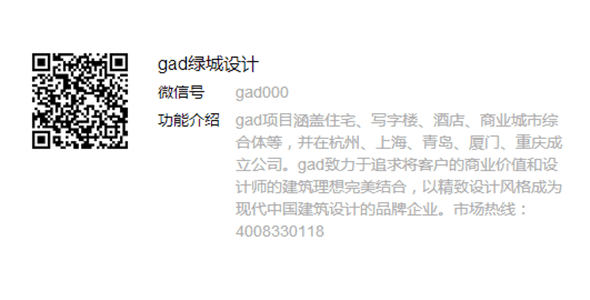 gad绿城设计
微信号 gad000
功能介绍 gad项目涵盖住宅、写字楼、酒店、商业城市综
合体等，并在杭州、上海、青岛、厦门、重庆成
立公司。gad致力于追求将客户的商业价值和设
计师的建筑理想完美结合，以精致设计风格成为
现代中国建筑设计的品牌企业。市场热线：
4008330118